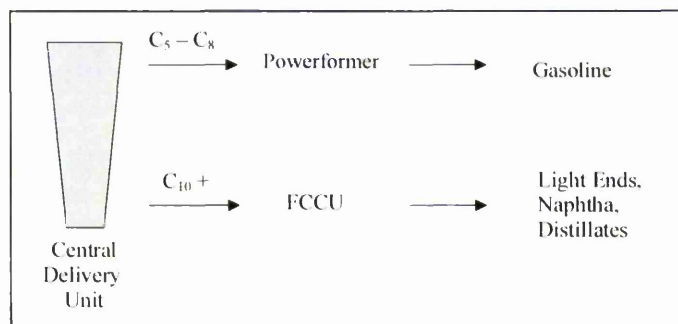 C₅ – C₈
Powerformer
Gasoline
C₁₀ +
FCCU
Light Ends,
Naphtha,
Distillates
Central
Delivery
Unit